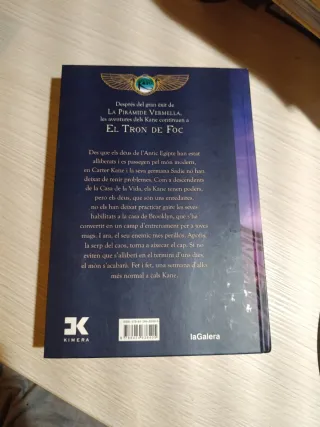 Després del gran èxit de
LA PIRÀMIDE VERMELLA,
les aventures dels Kane continuen a
EL TRON DE FOC
Des que els déus de l'Antic Egipte han estat
alliberats i es passegen pel món modern,
en Carter Kane i la seva germana Sadie no han
deixat de tenir problemes. Com a descendents
de la Casa de la Vida, els Kane tenen poders,
però els déus, que són uns entremaliats,
no els han deixat practicar gaire les seves
habilitats a la casa de Brooklyn, que s'ha
convertit en un camp d'entrenament per a joves
mags. I ara, el seu enemic més perillós, Apofis,
la serp del caos, torna a aixecar el cap. Si no
eviten que s'alliberi en el termini d'uns dies,
el món s'acabarà. Fet i fet, una setmana d'allò
més normal a cals Kane.
KIMERA
laGalera